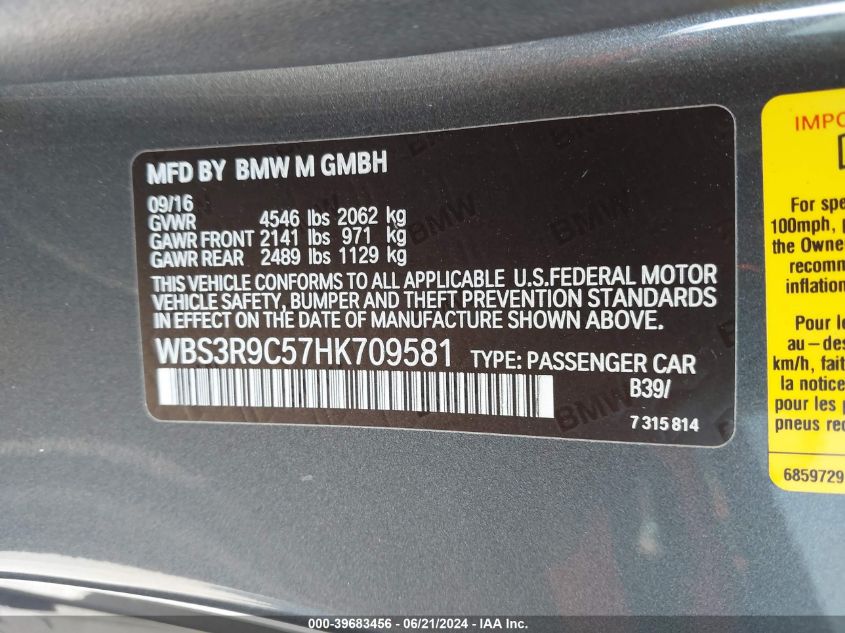 MFD BY BMW M GMBH
09/16
GVWR 4546 lbs 2062 kg
GAWR FRONT 2141 lbs 971 kg
GAWR REAR 2489 lbs 1129 kg
THIS VEHICLE CONFORMS TO ALL APPLICABLE U.S.FEDERAL MOTOR
VEHICLE SAFETY, BUMPER AND THEFT PREVENTION STANDARDS
IN EFFECT ON THE DATE OF MANUFACTURE SHOWN ABOVE.
WBS3R9C57HK709581 TYPE: PASSENGER CAR
B39/
7 315 814
IMPO
For spe
100mph, p
the Owne
recomm
inflation
Pour le
au-des
km/h, fait
la notice
pour les p
pneus rec
6859729
000-39683456 - 06/21/2024 - IAAI.com